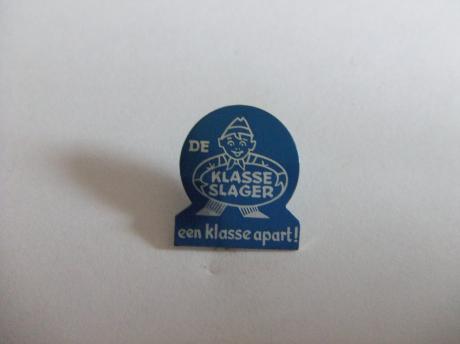 DE
KLASSE
SLAGER
een klasse apart!